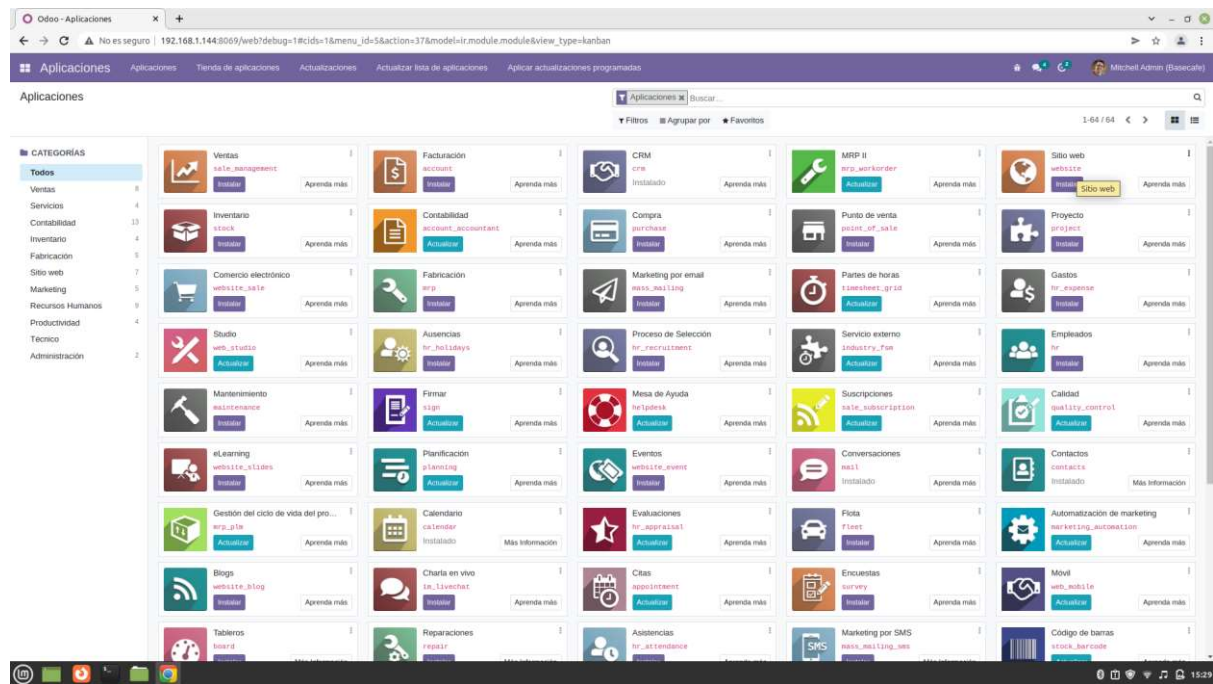 Odoo - Aplicaciones
No es seguro | 192.168.1.144:8069/web?debug=1#cids=1&menu_id=5&action=37&model=ir.module.module&view_type=kanban
Aplicaciones Aplicaciones Tienda de aplicaciones Actualizaciones Actualizar lista de aplicaciones Aplicar actualizaciones programadas Mitchell Admin (Basecafe)
Aplicaciones
Aplicaciones Buscar...
Filtros Agrupar por Favoritos 1-64 / 64
CATEGORÍAS
Todos
Ventas 8
Servicios 4
Contabilidad 13
Inventario 4
Fabricación 5
Sitio web 7
Marketing 5
Recursos Humanos 9
Productividad 4
Técnico
Administración 2
Ventas Facturación CRM MRP II Sitio web
sale_management account crm mrp_workorder website
Instalar Aprenda más Instalar Aprenda más Instalado Aprenda más Actualizar Aprenda más Instalar Sitio web Aprenda más
Inventario Contabilidad Compra Punto de venta Proyecto
stock account_accountant purchase point_of_sale project
Instalar Aprenda más Actualizar Aprenda más Instalar Aprenda más Instalar Aprenda más Instalar Aprenda más
Comercio electrónico Fabricación Marketing por email Partes de horas Gastos
website_sale mrp mass_mailing timesheet_grid hr_expense
Instalar Aprenda más Instalar Aprenda más Instalar Aprenda más Actualizar Aprenda más Instalar Aprenda más
Studio Ausencias Proceso de Selección Servicio externo Empleados
web_studio hr_holidays hr_recruitment industry_fsm hr
Actualizar Aprenda más Instalar Aprenda más Instalar Aprenda más Actualizar Aprenda más Instalar Aprenda más
Mantenimiento Firmar Mesa de Ayuda Suscripciones Calidad
maintenance sign helpdesk sale_subscription quality_control
Instalar Aprenda más Actualizar Aprenda más Actualizar Aprenda más Actualizar Aprenda más Actualizar Aprenda más
eLearning Planificación Eventos Conversaciones Contactos
website_slides planning website_event mail contacts
Instalar Aprenda más Actualizar Aprenda más Instalar Aprenda más Instalado Aprenda más Instalado Más Información
Gestión del ciclo de vida del pro... Calendario Evaluaciones Flota Automatización de marketing
mrp_plm calendar hr_appraisal fleet marketing_automation
Actualizar Aprenda más Instalado Más Información Actualizar Aprenda más Instalar Aprenda más Actualizar Aprenda más
Blogs Charla en vivo Citas Encuestas Móvil
website_blog im_livechat appointment survey web_mobile
Instalar Aprenda más Instalar Aprenda más Actualizar Aprenda más Instalar Aprenda más Actualizar Aprenda más
Tableros Reparaciones Asistencias Marketing por SMS Código de barras
board repair hr_attendance SMS mass_mailing_sms stock_barcode
15:29